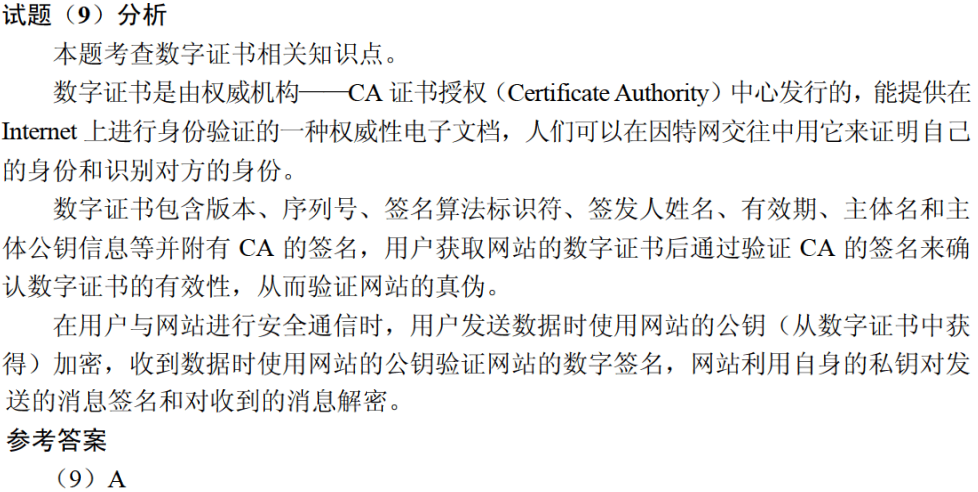 试题（9）分析
本题考查数字证书相关知识点。
数字证书是由权威机构——CA 证书授权（Certificate Authority）中心发行的，能提供在
Internet 上进行身份验证的一种权威性电子文档，人们可以在因特网交往中用它来证明自己
的身份和识别对方的身份。
数字证书包含版本、序列号、签名算法标识符、签发人姓名、有效期、主体名和主
体公钥信息等并附有 CA 的签名，用户获取网站的数字证书后通过验证 CA 的签名来确
认数字证书的有效性，从而验证网站的真伪。
在用户与网站进行安全通信时，用户发送数据时使用网站的公钥（从数字证书中获
得）加密，收到数据时使用网站的公钥验证网站的数字签名，网站利用自身的私钥对发
送的消息签名和对收到的消息解密。
参考答案
（9）A